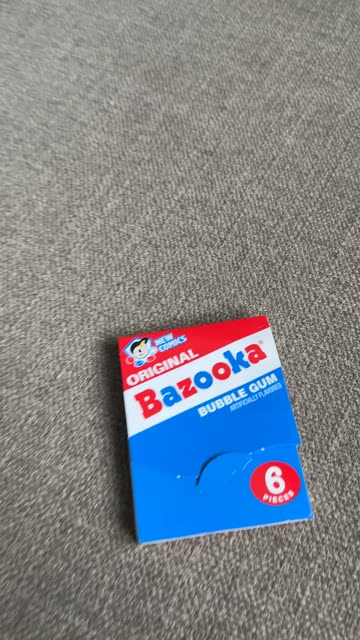 NEW
COMICS
ORIGINAL
Bazooka®
BUBBLE GUM
ARTIFICIALLY FLAVORED
6
PIECES